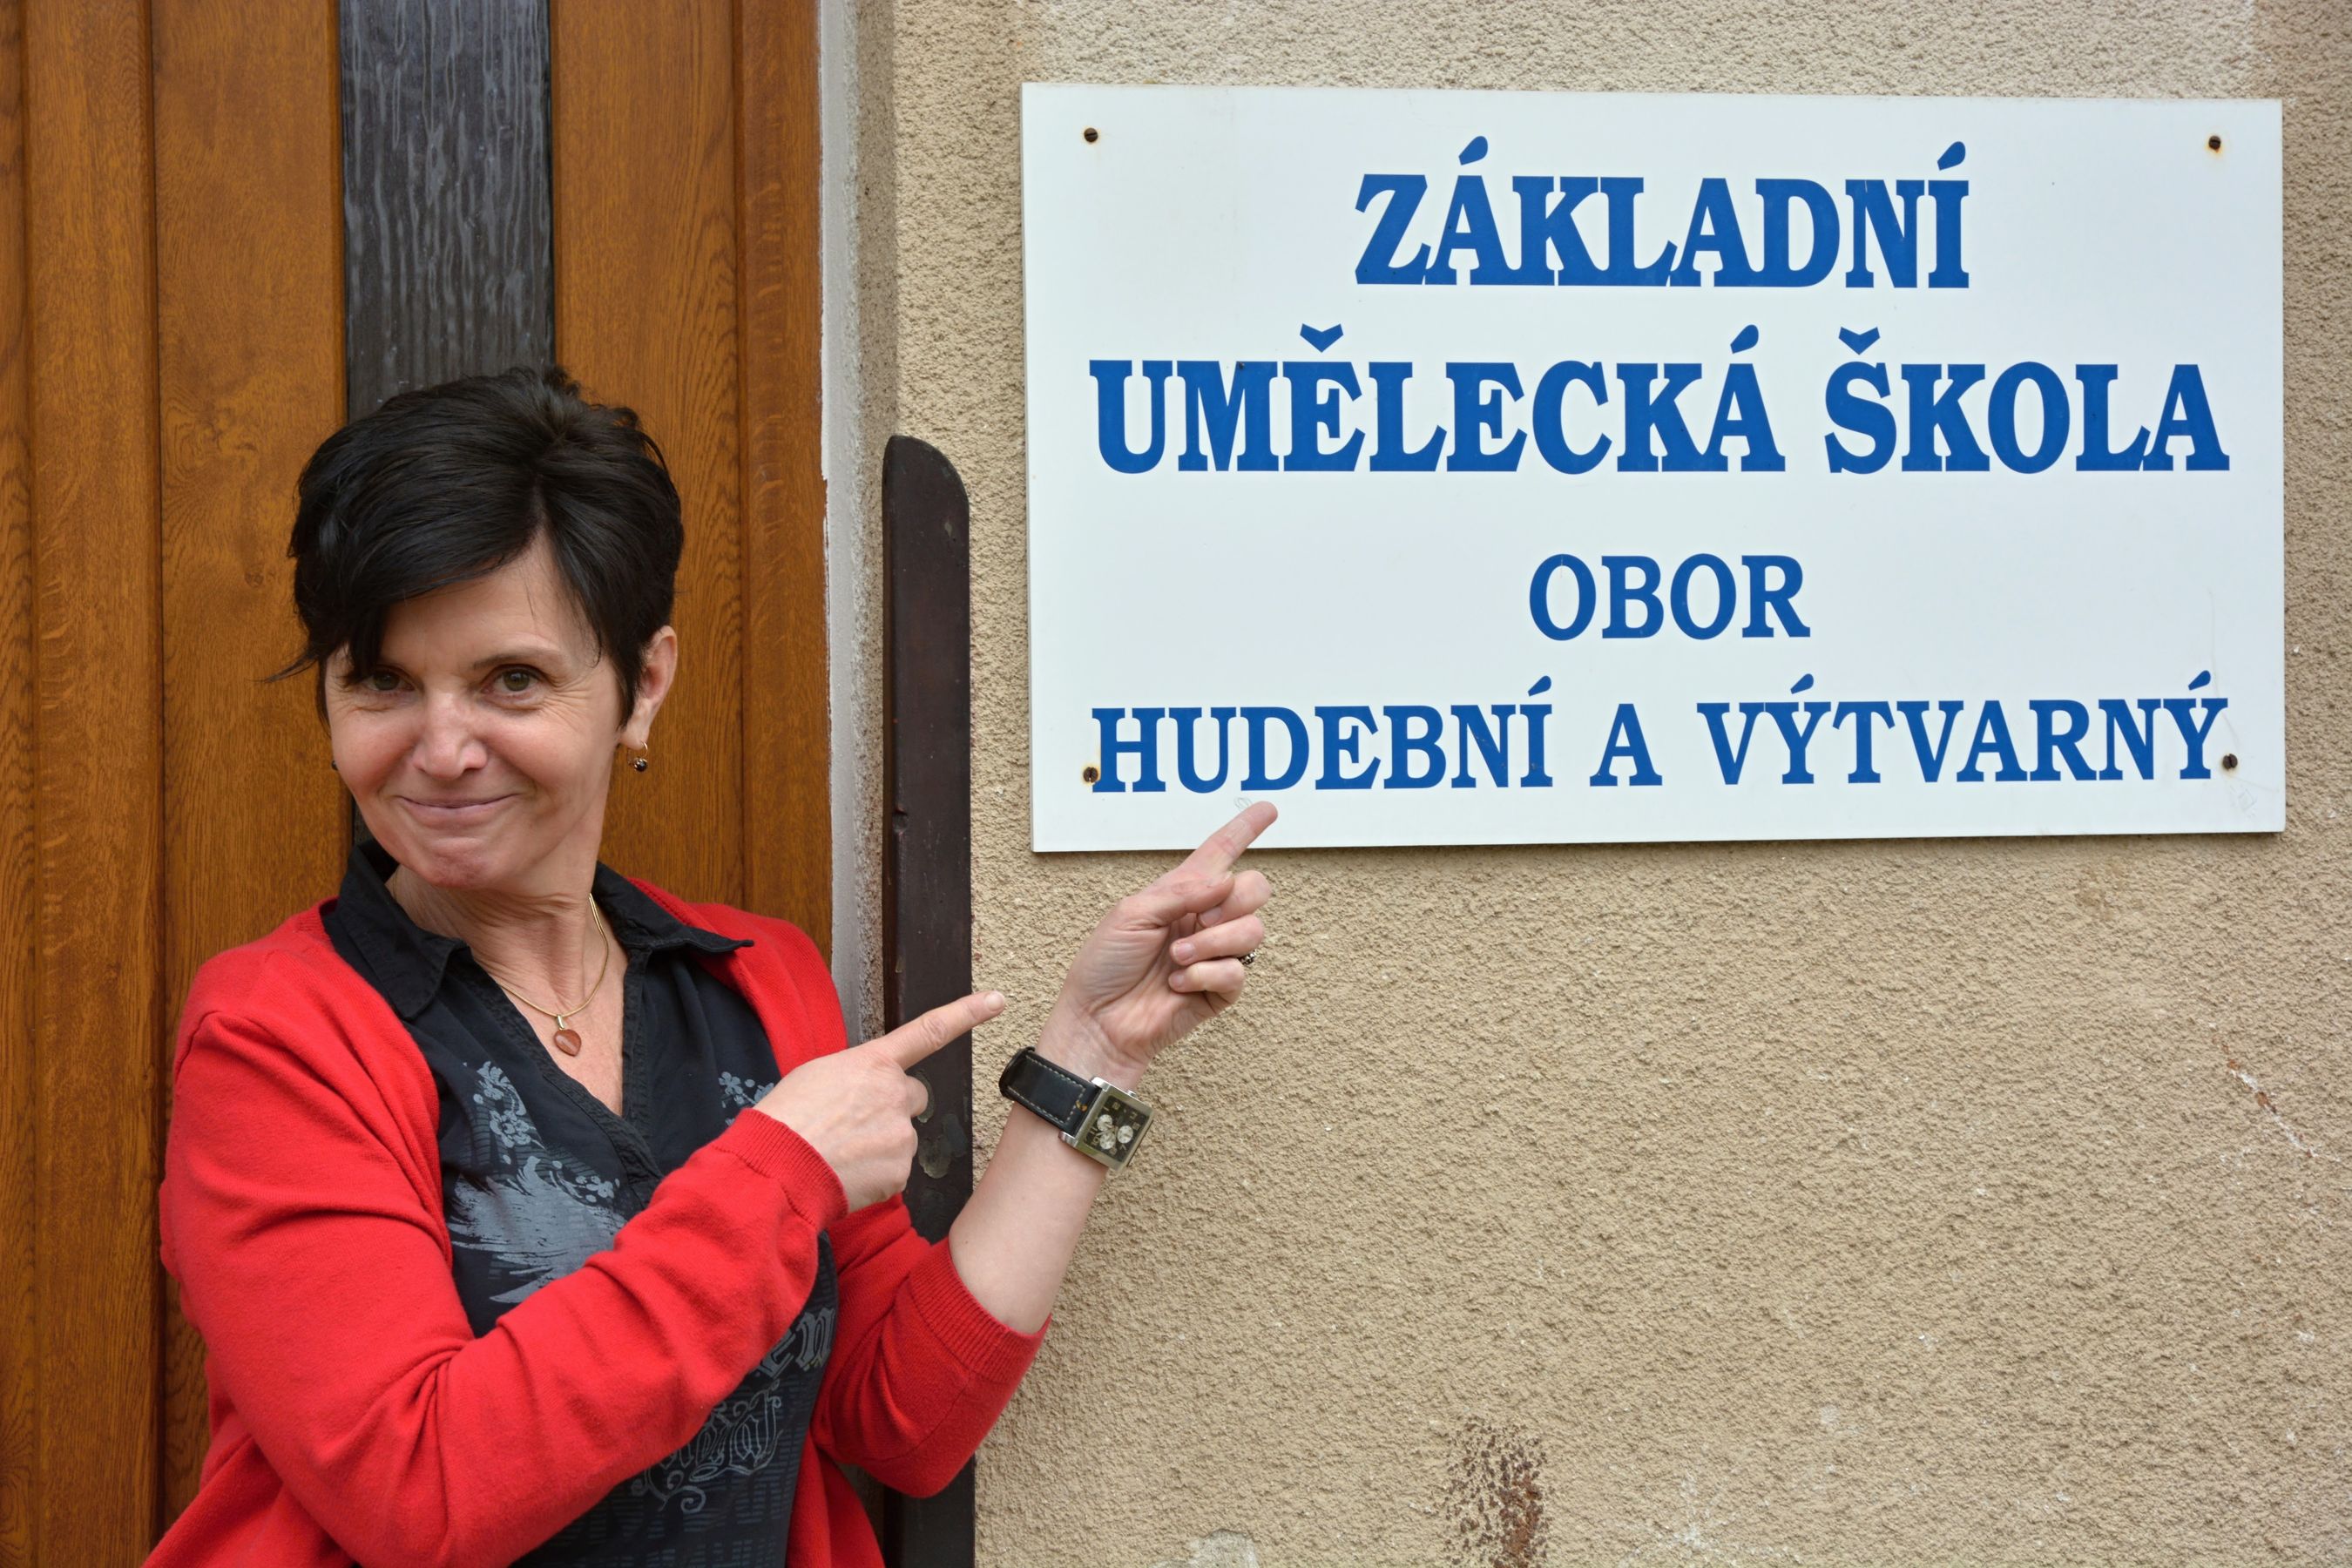 ZÁKLADNÍ
UMĚLECKÁ ŠKOLA
OBOR
HUDEBNÍ A VÝTVARNÝ